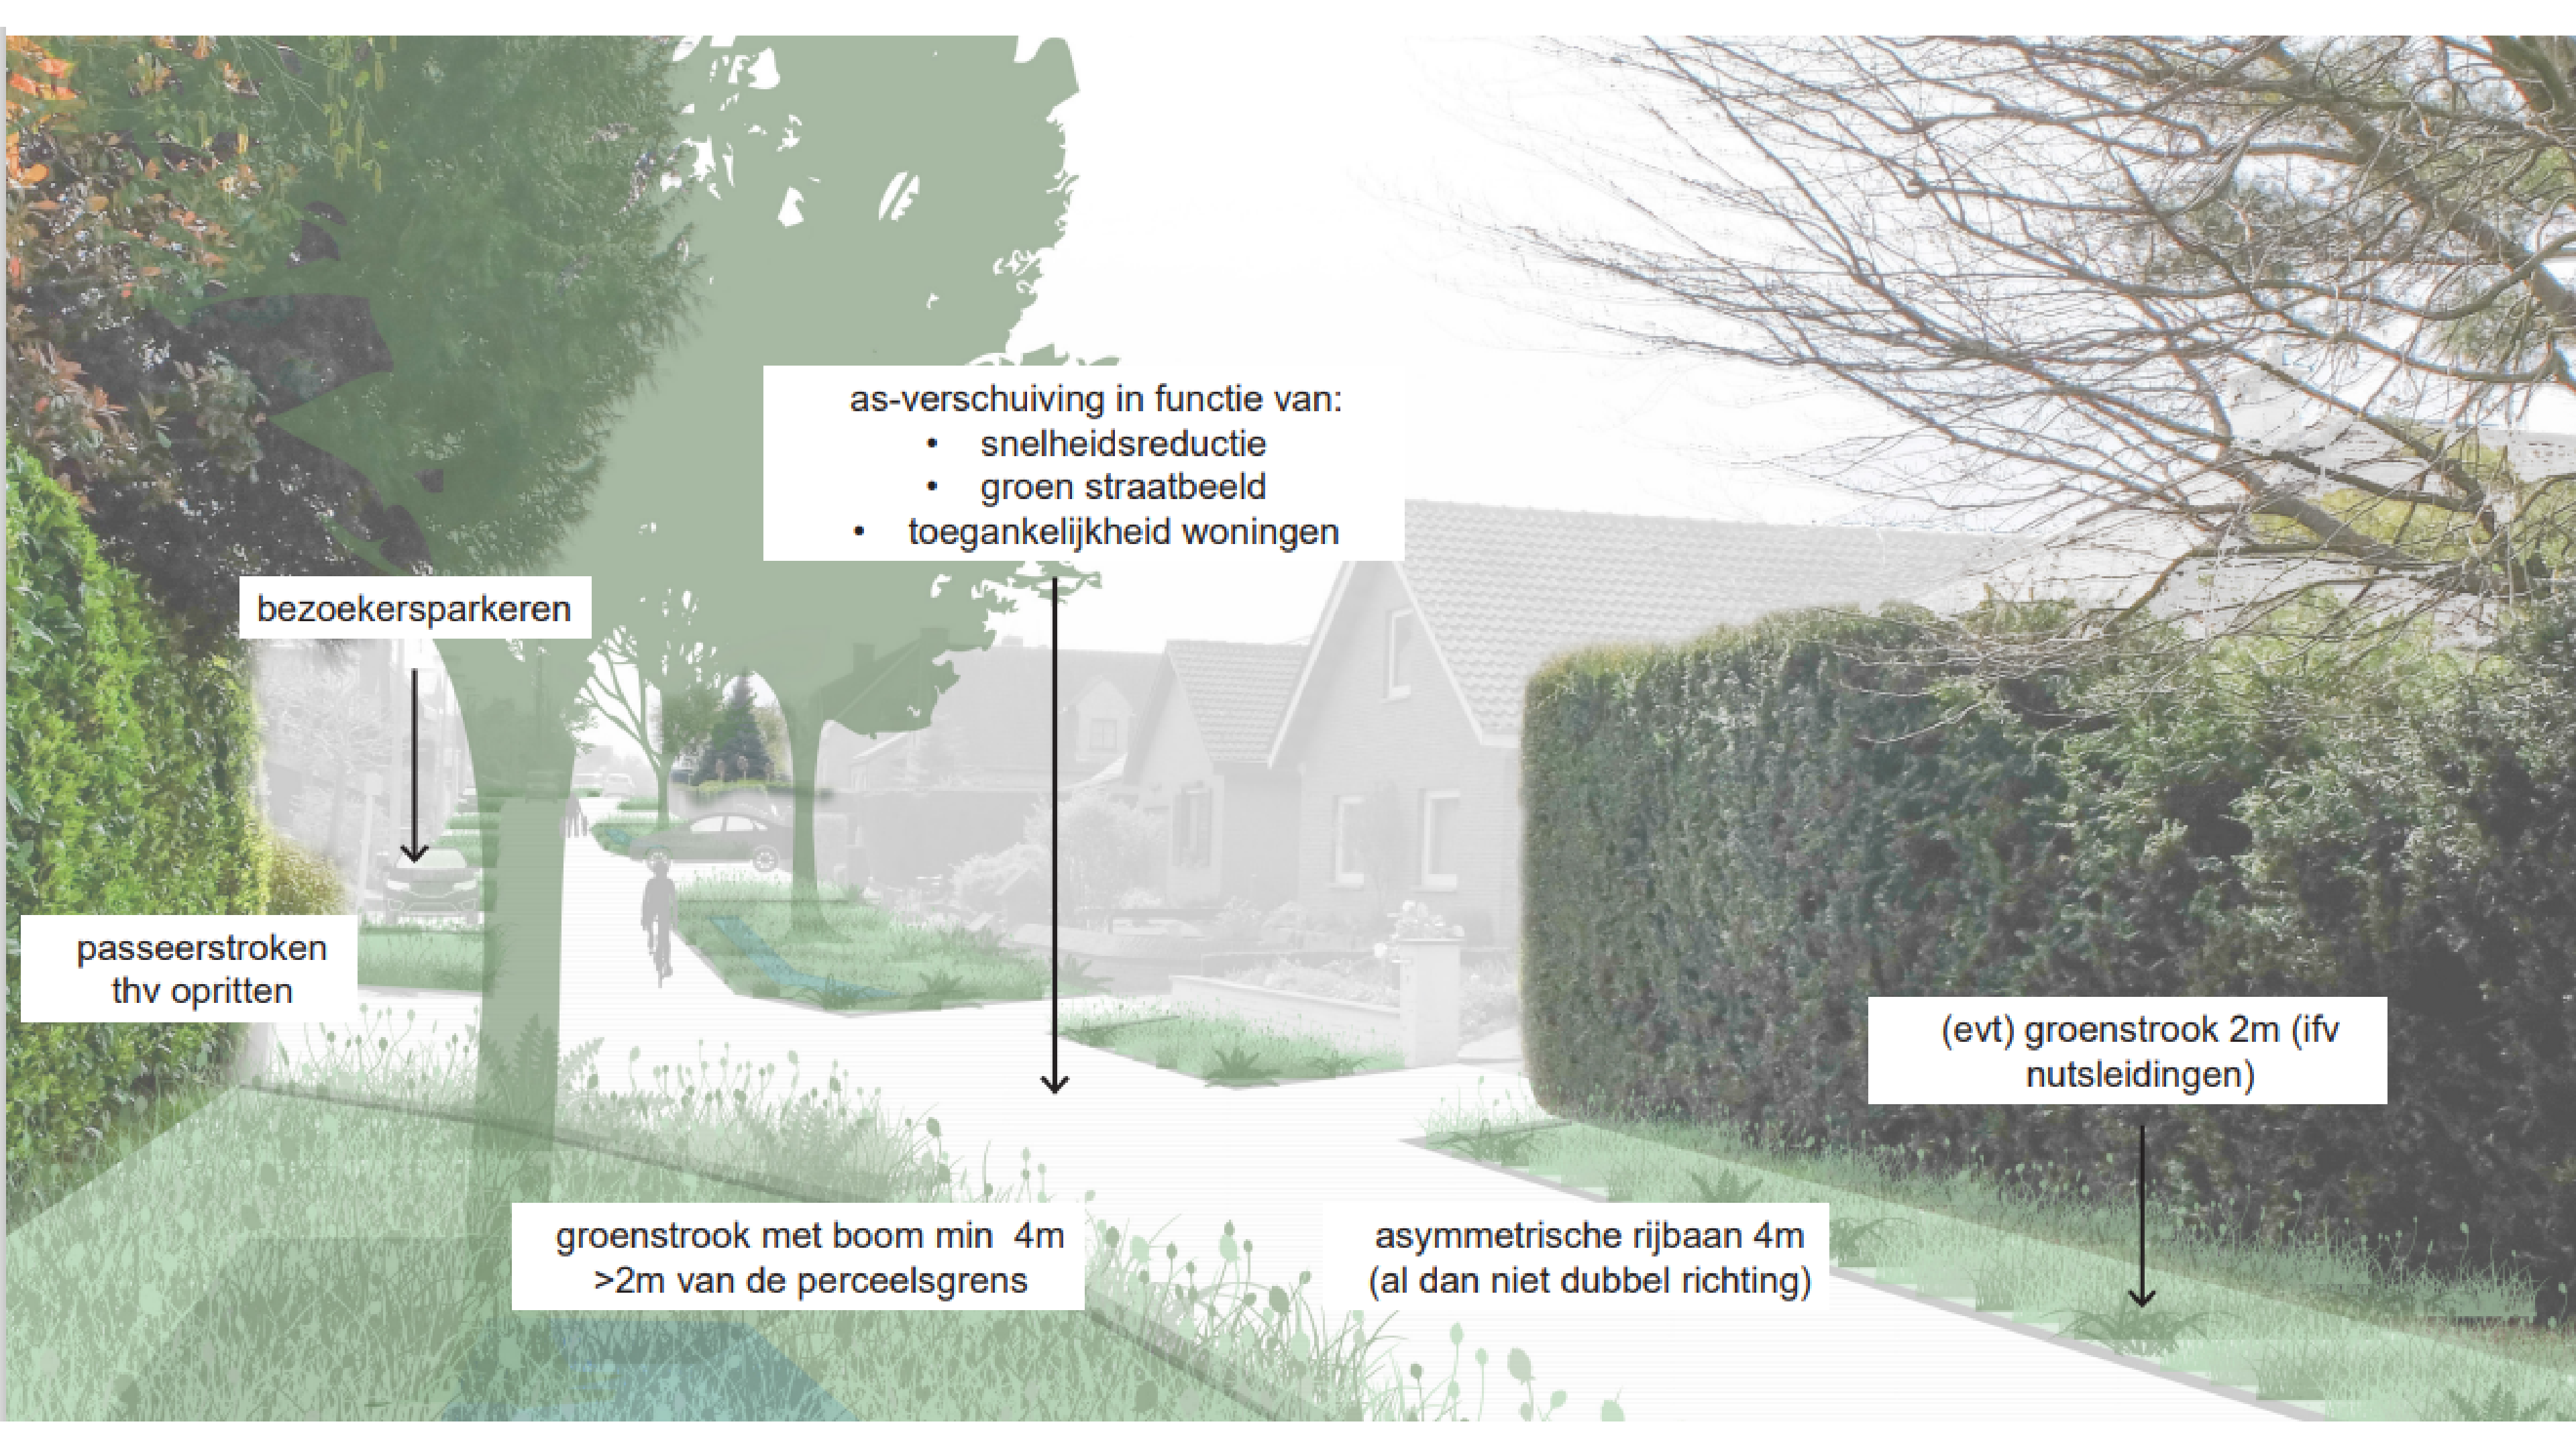 as-verschuiving in functie van:
• snelheidsreductie
• groen straatbeeld
• toegankelijkheid woningen
bezoekersparkeren
passeerstroken
thv opritten
(evt) groenstrook 2m (ifv
nutsleidingen)
groenstrook met boom min 4m
>2m van de perceelsgrens
asymmetrische rijbaan 4m
(al dan niet dubbel richting)